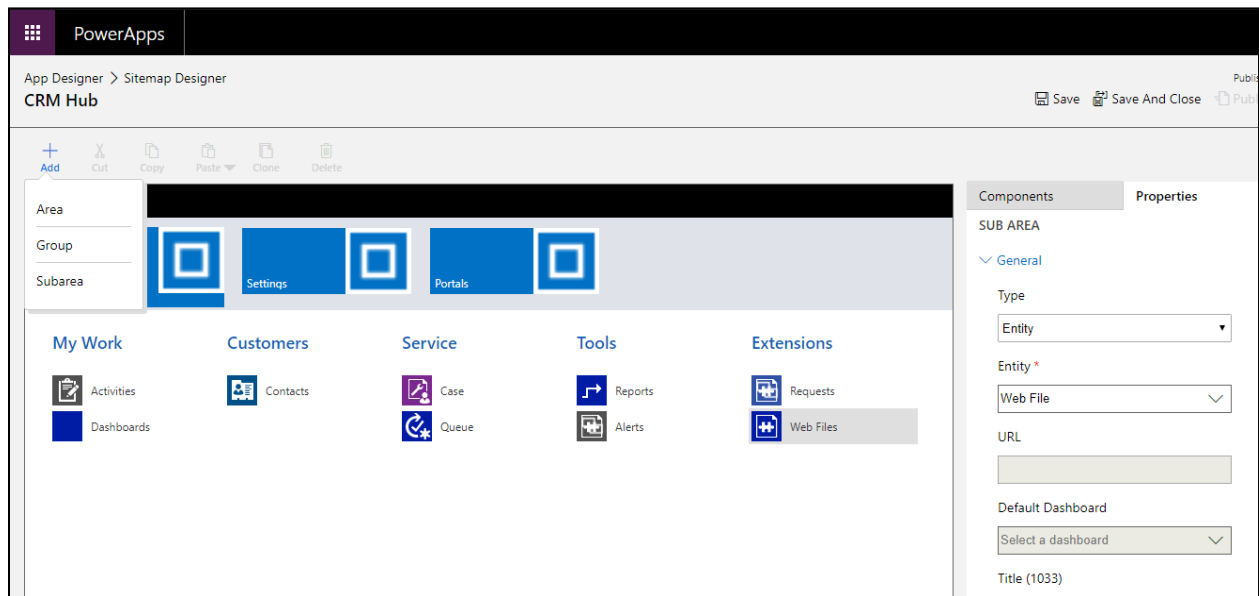 PowerApps
App Designer > Sitemap Designer
Publis
CRM Hub
Save Save And Close Publ
Add Cut Copy Paste Clone Delete
Area
Group
Subarea
Settings
Portals
Components Properties
SUB AREA
General
Type
Entity
Entity *
Web File
URL
Default Dashboard
Select a dashboard
Title (1033)
My Work Customers Service Tools Extensions
Activities Contacts Case Reports Requests
Dashboards Queue Alerts Web Files